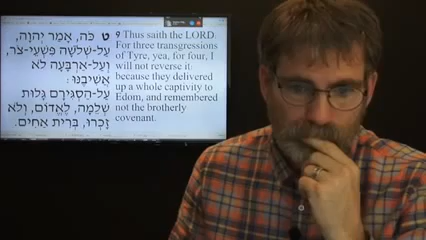 ט כֹּה, אָמַר יְהוָה,
עַל-שְׁלֹשָׁה פִּשְׁעֵי-צֹר,
וְעַל-אַרְבָּעָה לֹא
אֲשִׁיבֶנּוּ:
עַל-הַסְגִּירָם גָּלוּת
שְׁלֵמָה, לֶאֱדוֹם, וְלֹא
זָכְרוּ, בְּרִית אַחִים.
9 Thus saith the LORD:
For three transgressions
of Tyre, yea, for four, I
will not reverse it:
because they delivered
up a whole captivity to
Edom, and remembered
not the brotherly
covenant.